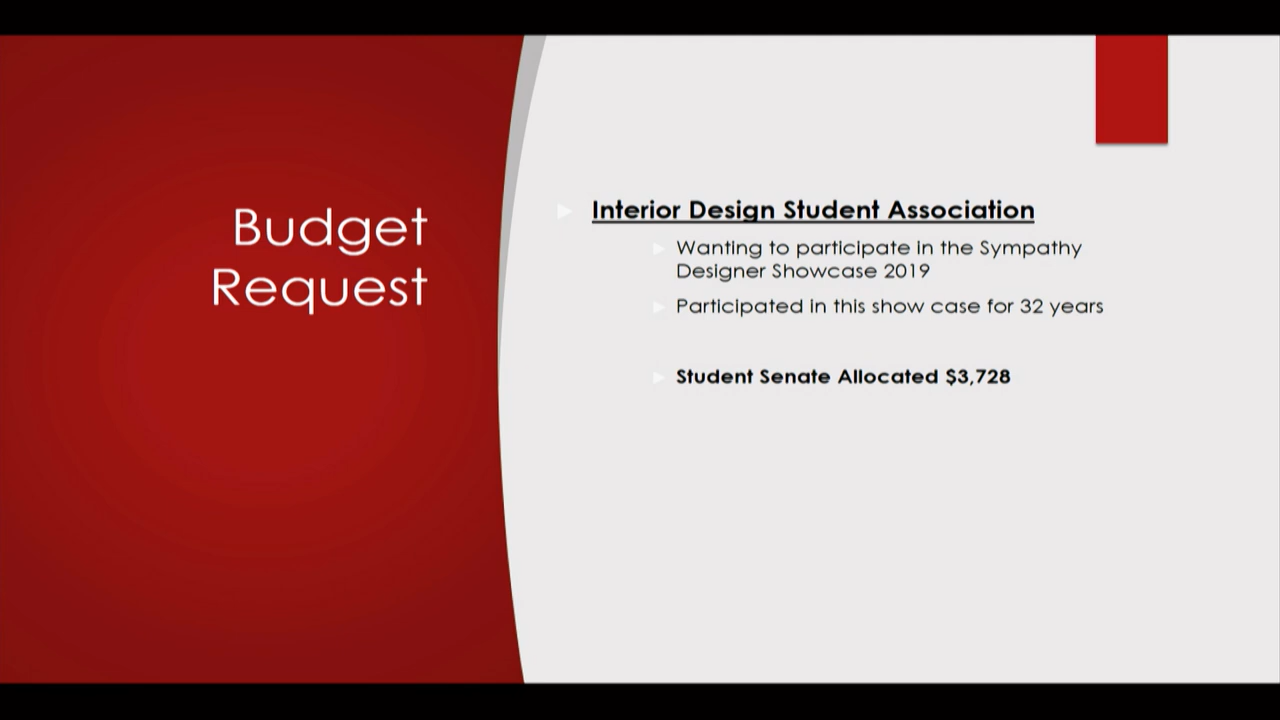 Budget
Request
Interior Design Student Association
Wanting to participate in the Sympathy
Designer Showcase 2019
Participated in this show case for 32 years
Student Senate Allocated $3,728